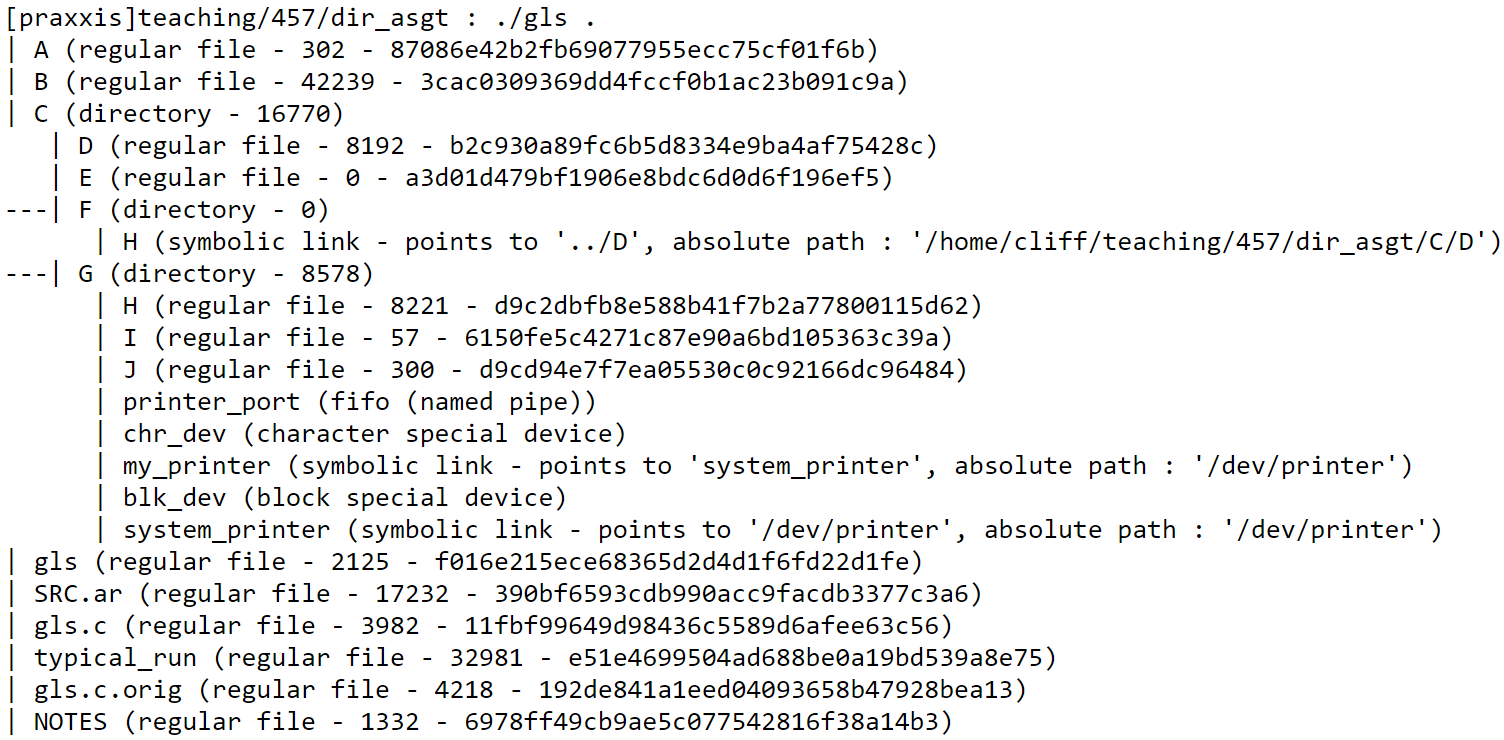 [praxxis]teaching/457/dir_asgt : ./gls .
| A (regular file - 302 - 87086e42b2fb69077955ecc75cf01f6b)
| B (regular file - 42239 - 3cac0309369dd4fccf0b1ac23b091c9a)
| C (directory - 16770)
   | D (regular file - 8192 - b2c930a89fc6b5d8334e9ba4af75428c)
   | E (regular file - 0 - a3d01d479bf1906e8bdc6d0d6f196ef5)
---| F (directory - 0)
      | H (symbolic link - points to '../D', absolute path : '/home/cliff/teaching/457/dir_asgt/C/D')
---| G (directory - 8578)
      | H (regular file - 8221 - d9c2dbfb8e588b41f7b2a77800115d62)
      | I (regular file - 57 - 6150fe5c4271c87e90a6bd105363c39a)
      | J (regular file - 300 - d9cd94e7f7ea05530c0c92166dc96484)
      | printer_port (fifo (named pipe))
      | chr_dev (character special device)
      | my_printer (symbolic link - points to 'system_printer', absolute path : '/dev/printer')
      | blk_dev (block special device)
      | system_printer (symbolic link - points to '/dev/printer', absolute path : '/dev/printer')
| gls (regular file - 2125 - f016e215ece68365d2d4d1f6fd22d1fe)
| SRC.ar (regular file - 17232 - 390bf6593cdb990acc9facdb3377c3a6)
| gls.c (regular file - 3982 - 11fbf99649d98436c5589d6afee63c56)
| typical_run (regular file - 32981 - e51e4699504ad688be0a19bd539a8e75)
| gls.c.orig (regular file - 4218 - 192de841a1eed04093658b47928bea13)
| NOTES (regular file - 1332 - 6978ff49cb9ae5c077542816f38a14b3)